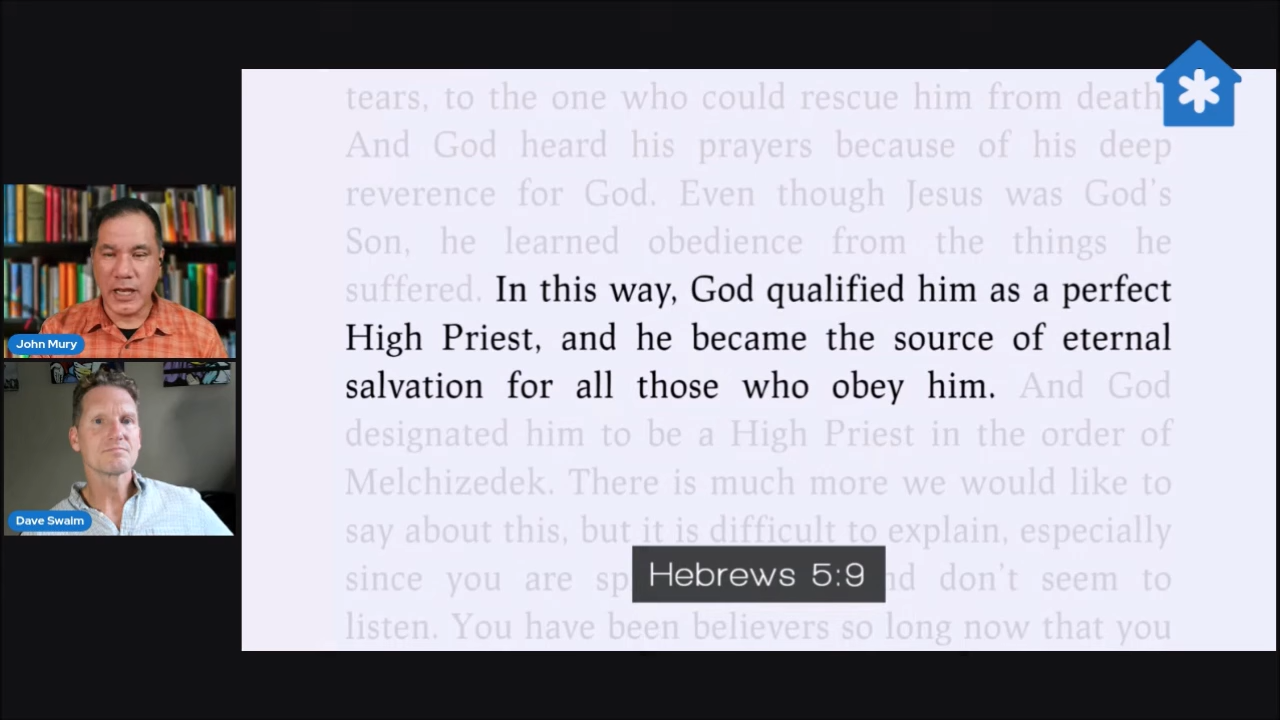 tears, to the one who could rescue him from death
And God heard his prayers because of his deep
reverence for God. Even though Jesus was God's
Son, he learned obedience from the things he
suffered. In this way, God qualified him as a perfect
High Priest, and he became the source of eternal
salvation for all those who obey him. And God
designated him to be a High Priest in the order of
Melchizedek. There is much more we would like to
say about this, but it is difficult to explain, especially
since you are sp nd don't seem to
listen. You have been believers so long now that you
Hebrews 5:9
John Mury
Dave Swaim